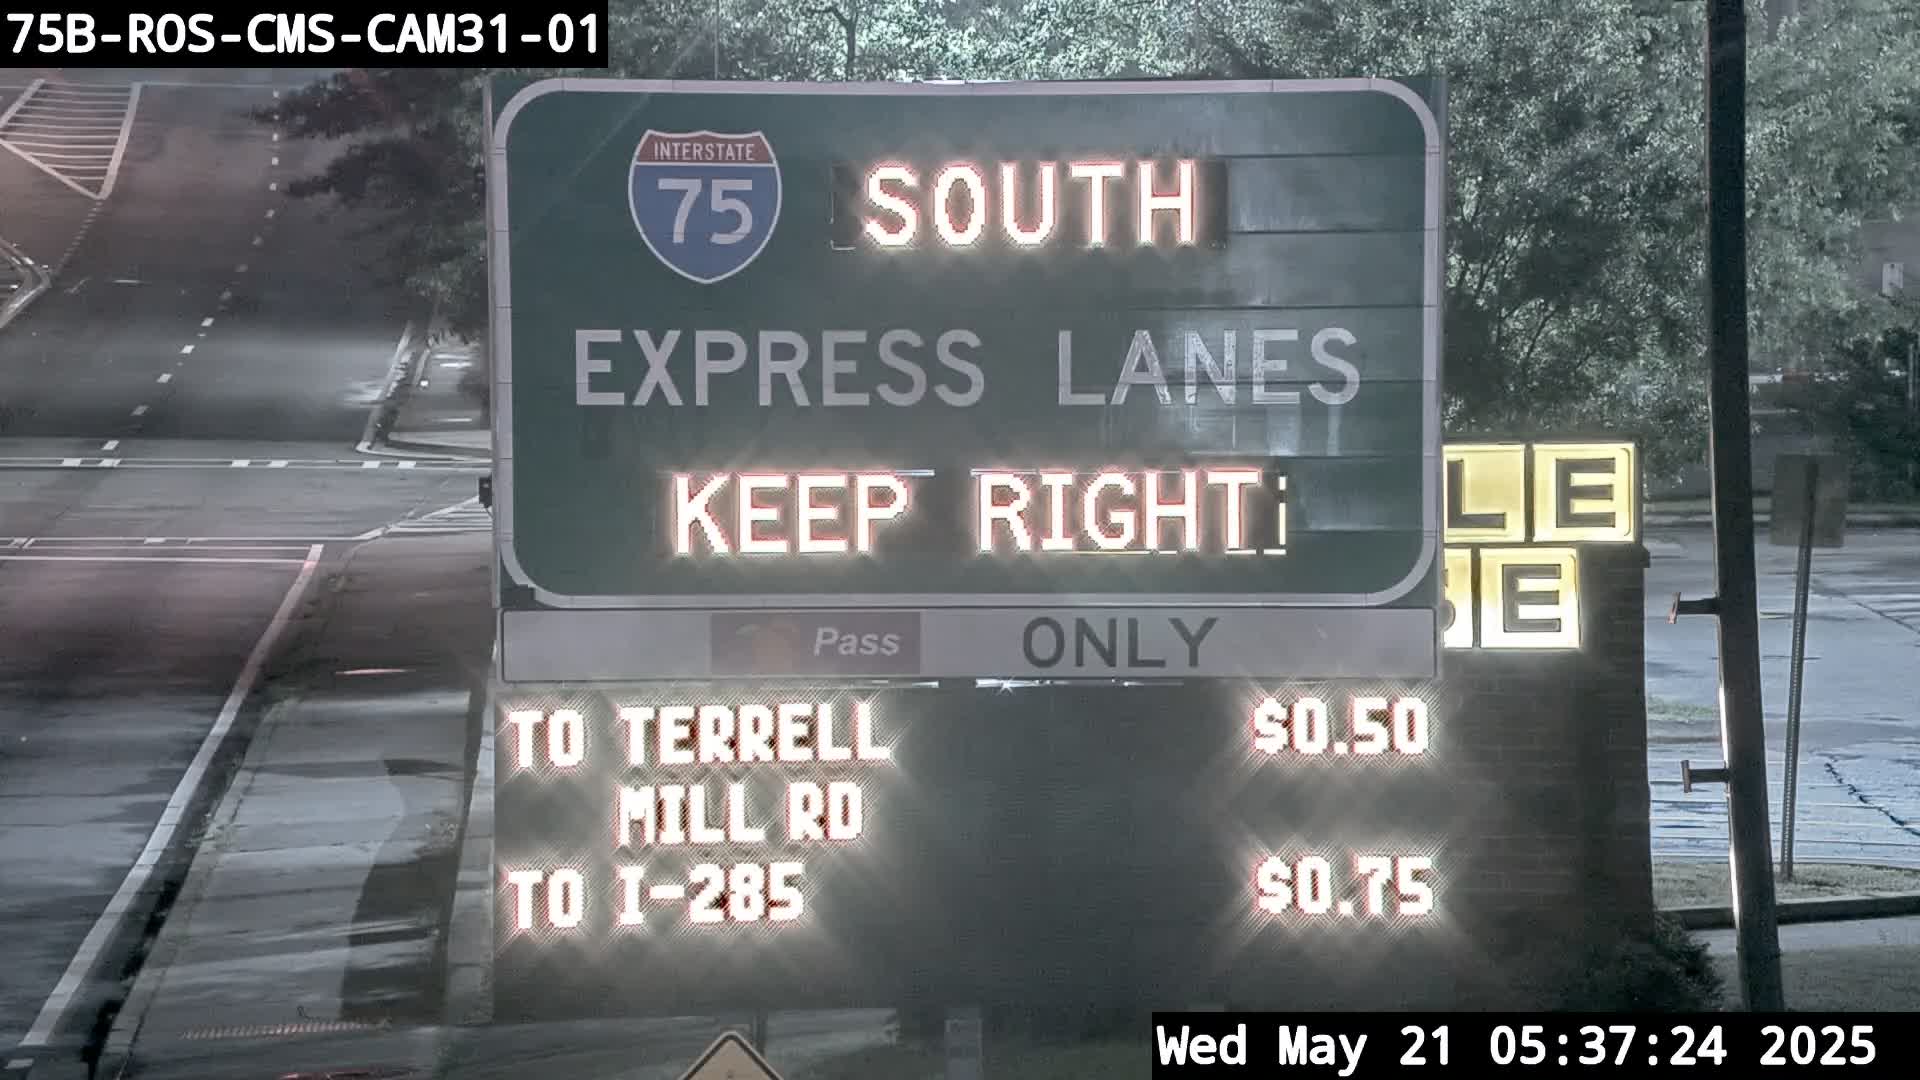 75B-ROS-CMS-CAM31-01
INTERSTATE
75
SOUTH
EXPRESS LANES
KEEP RIGHT
Pass ONLY
TO TERRELL $0.50
MILL RD
TO I-285 $0.75
LE
E
Wed May 21 05:37:24 2025